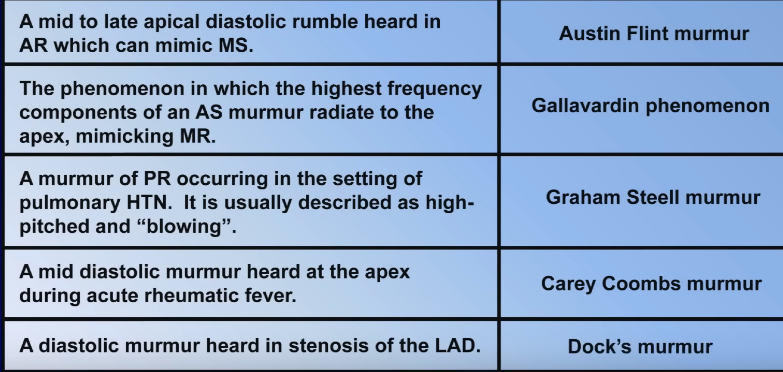 A mid to late apical diastolic rumble heard in
AR which can mimic MS.
Austin Flint murmur
The phenomenon in which the highest frequency
components of an AS murmur radiate to the
apex, mimicking MR.
Gallavardin phenomenon
A murmur of PR occurring in the setting of
pulmonary HTN. It is usually described as high-
pitched and “blowing”.
Graham Steell murmur
A mid diastolic murmur heard at the apex
during acute rheumatic fever.
Carey Coombs murmur
A diastolic murmur heard in stenosis of the LAD.
Dock’s murmur